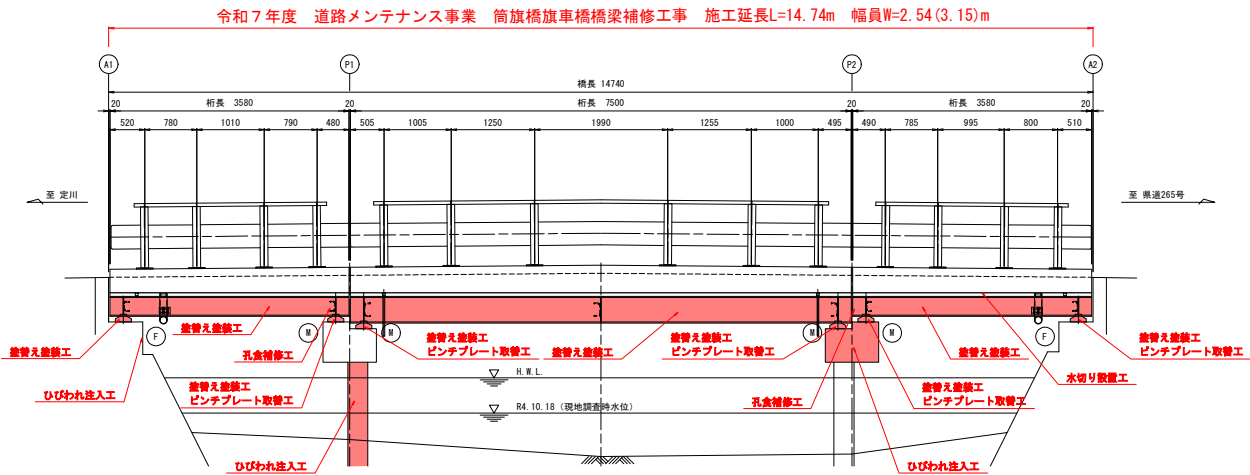 令和７年度　道路メンテナンス事業　筒旗橋旗車橋橋梁補修工事　施工延長L=14.74m　幅員W=2.54(3.15)m
A1
P1
P2
A2
橋長 14740
20
桁長 3580
20
桁長 7500
20
桁長 3580
20
520
780
1010
790
480
505
1005
1250
1990
1255
1000
495
490
785
995
800
510
至 定川
至 県道265号
塗替え塗装工
F
塗替え塗装工
孔食補修工
M
M
塗替え塗装工
ピンチプレート取替工
塗替え塗装工
塗替え塗装工
ピンチプレート取替工
M
M
塗替え塗装工
F
塗替え塗装工
ピンチプレート取替工
水切り設置工
ひびわれ注入工
塗替え塗装工
ピンチプレート取替工
H.W.L.
R4.10.18 (現地調査時水位)
孔食補修工
塗替え塗装工
ピンチプレート取替工
ひびわれ注入工
ひびわれ注入工